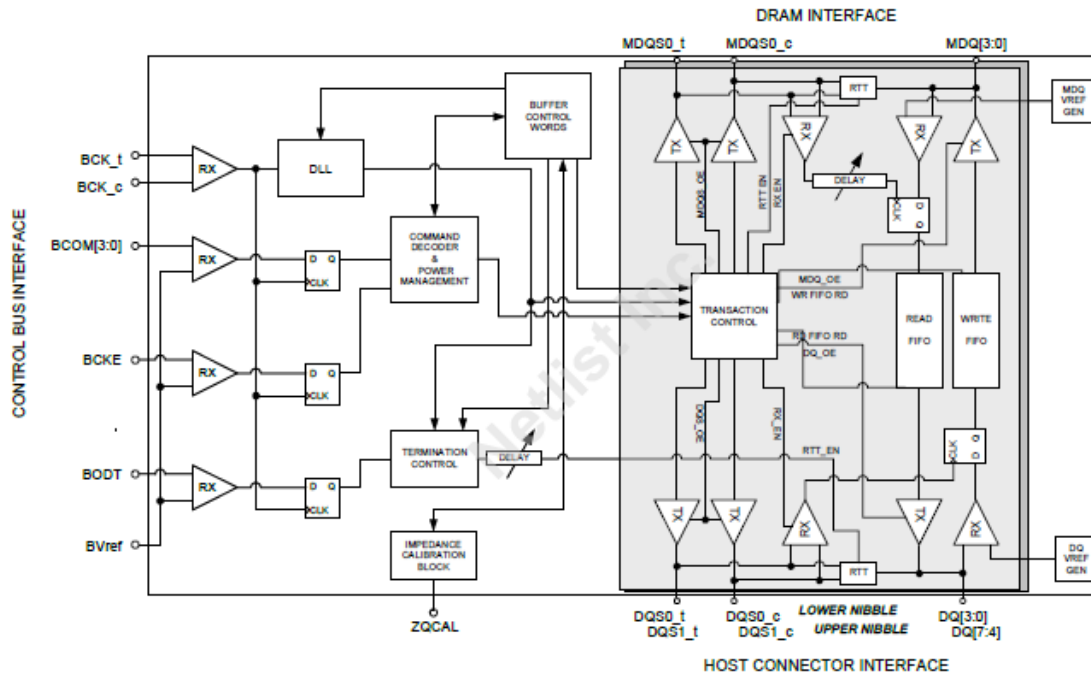 DRAM INTERFACE
MDQS0_t
MDQS0_c
MDQ[3:0]
MDQ
VREF
GEN
RTT
BUFFER
CONTROL
WORDS
RX
RX
TX
TX
TX
BCK_t
BCK_c
RX
DLL
MDQS_OE
RTT EN
RX EN
DELAY
CLK
D
Q
CONTROL BUS INTERFACE
BCOM[3:0]
RX
D Q
CLK
COMMAND
DECODER
&
POWER
MANAGEMENT
TRANSACTION
CONTROL
MDQ_OE
WR FIFO RD
RD FIFO RD
DQ_OE
READ
FIFO
WRITE
FIFO
BCKE
RX
D Q
CLK
Netlist Inc.
DQS_OE
RX_EN
BODT
RX
D Q
CLK
TERMINATION
CONTROL
DELAY
RTT_EN
CLK
D
Q
TX
TX
RX
TX
RX
BVref
IMPEDANCE
CALIBRATION
BLOCK
RTT
DQ
VREF
GEN
ZQCAL
DQS0_t
DQS0_c
LOWER NIBBLE
DQ[3:0]
DQS1_t
DQS1_c
UPPER NIBBLE
DQ[7:4]
HOST CONNECTOR INTERFACE